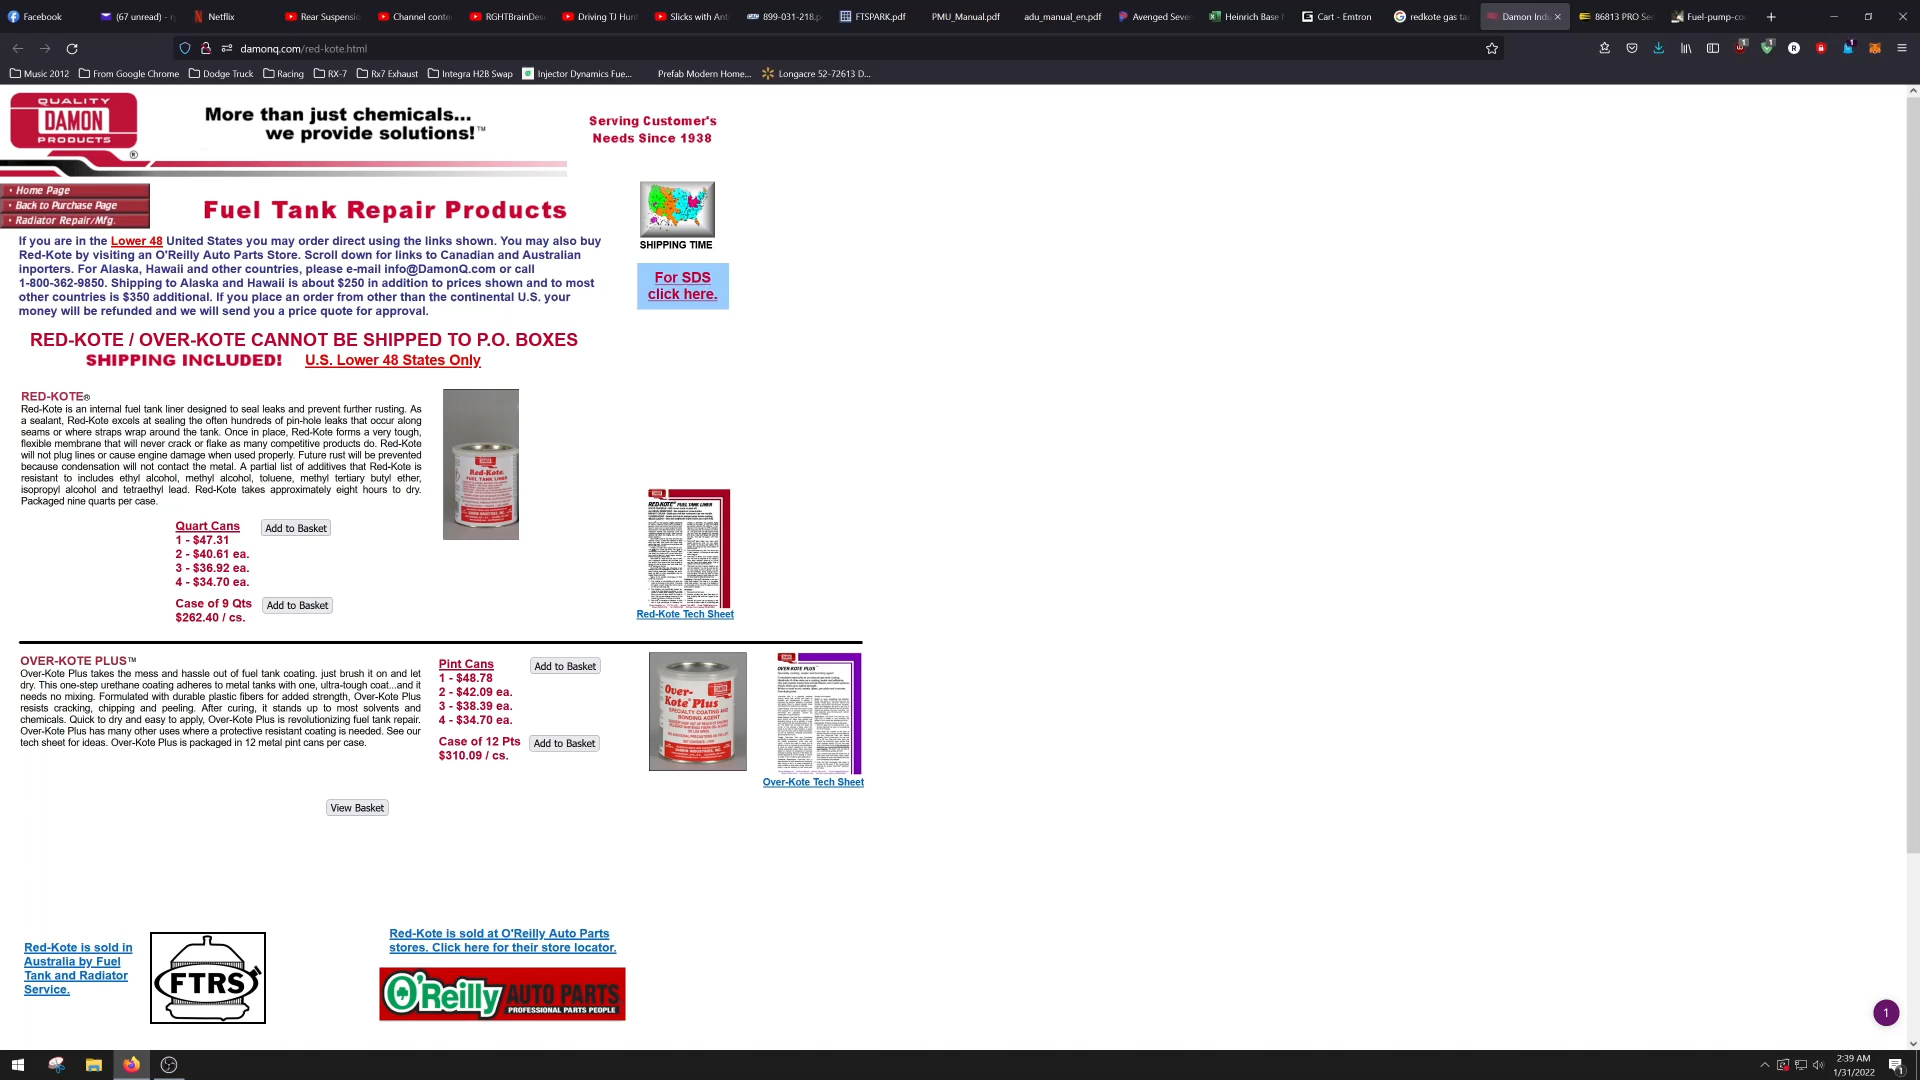 Facebook
(67 unread) - r
Netflix
Rear Suspensi
Channel conte
RGHTBrainDes
Driving TJ Hun
Slicks with Anti
899-031-218.p
FTSPARK.pdf
PMU_Manual.pdf
adu_manual_en.pdf
Avenged Seve
Heinrich Base
Cart - Emtron
redkote gas ta
Damon Indu
86813 PRO Se
Fuel-pump-co
damonq.com/red-kote.html
Music 2012
From Google Chrome
Dodge Truck
Racing
RX-7
Rx7 Exhaust
Integra H2B Swap
Injector Dynamics Fue...
Prefab Modern Home...
Longacre 52-72613 D...
QUALITY
DAMON
PRODUCTS
®
More than just chemicals...
we provide solutions!™
Serving Customer's
Needs Since 1938
• Home Page
• Back to Purchase Page
• Radiator Repair/Mfg.
Fuel Tank Repair Products
SHIPPING TIME
If you are in the Lower 48 United States you may order direct using the links shown. You may also buy
Red-Kote by visiting an O'Reilly Auto Parts Store. Scroll down for links to Canadian and Australian
inporters. For Alaska, Hawaii and other countries, please e-mail info@DamonQ.com or call
1-800-362-9850. Shipping to Alaska and Hawaii is about $250 in addition to prices shown and to most
other countries is $350 additional. If you place an order from other than the continental U.S. your
money will be refunded and we will send you a price quote for approval.
For SDS
click here.
RED-KOTE / OVER-KOTE CANNOT BE SHIPPED TO P.O. BOXES
SHIPPING INCLUDED! U.S. Lower 48 States Only
RED-KOTE®
Red-Kote is an internal fuel tank liner designed to seal leaks and prevent further rusting. As
a sealant, Red-Kote excels at sealing the often hundreds of pin-hole leaks that occur along
seams or where straps wrap around the tank. Once in place, Red-Kote forms a very tough,
flexible membrane that will never crack or flake as many competitive products do. Red-Kote
will not plug lines or cause engine damage when used properly. Future rust will be prevented
because condensation will not contact the metal. A partial list of additives that Red-Kote is
resistant to includes ethyl alcohol, methyl alcohol, toluene, methyl tertiary butyl ether,
isopropyl alcohol and tetraethyl lead. Red-Kote takes approximately eight hours to dry.
Packaged nine quarts per case.
Red-Kote
FUEL TANK LINER
Quart Cans
Add to Basket
1 - $47.31
2 - $40.61 ea.
3 - $36.92 ea.
4 - $34.70 ea.
Case of 9 Qts
Add to Basket
$262.40 / cs.
RED-KOTE® FUEL TANK LINER
Red-Kote Tech Sheet
OVER-KOTE PLUS™
Over-Kote Plus takes the mess and hassle out of fuel tank coating. just brush it on and let
dry. This one-step urethane coating adheres to metal tanks with one, ultra-tough coat...and it
needs no mixing. Formulated with durable plastic fibers for added strength, Over-Kote Plus
resists cracking, chipping and peeling. After curing, it stands up to most solvents and
chemicals. Quick to dry and easy to apply, Over-Kote Plus is revolutionizing fuel tank repair.
Over-Kote Plus has many other uses where a protective resistant coating is needed. See our
tech sheet for ideas. Over-Kote Plus is packaged in 12 metal pint cans per case.
Pint Cans
Add to Basket
1 - $48.78
2 - $42.09 ea.
3 - $38.39 ea.
4 - $34.70 ea.
Case of 12 Pts
Add to Basket
$310.09 / cs.
Over-
Kote Plus
SPECIALTY COATING AND
BONDING AGENT
OVER-KOTE PLUS™
Over-Kote Tech Sheet
View Basket
Red-Kote is sold in
Australia by Fuel
Tank and Radiator
Service.
FTRS
Red-Kote is sold at O'Reilly Auto Parts
stores. Click here for their store locator.
O'Reilly AUTO PARTS
PROFESSIONAL PARTS PEOPLE
1
2:39 AM
1/31/2022